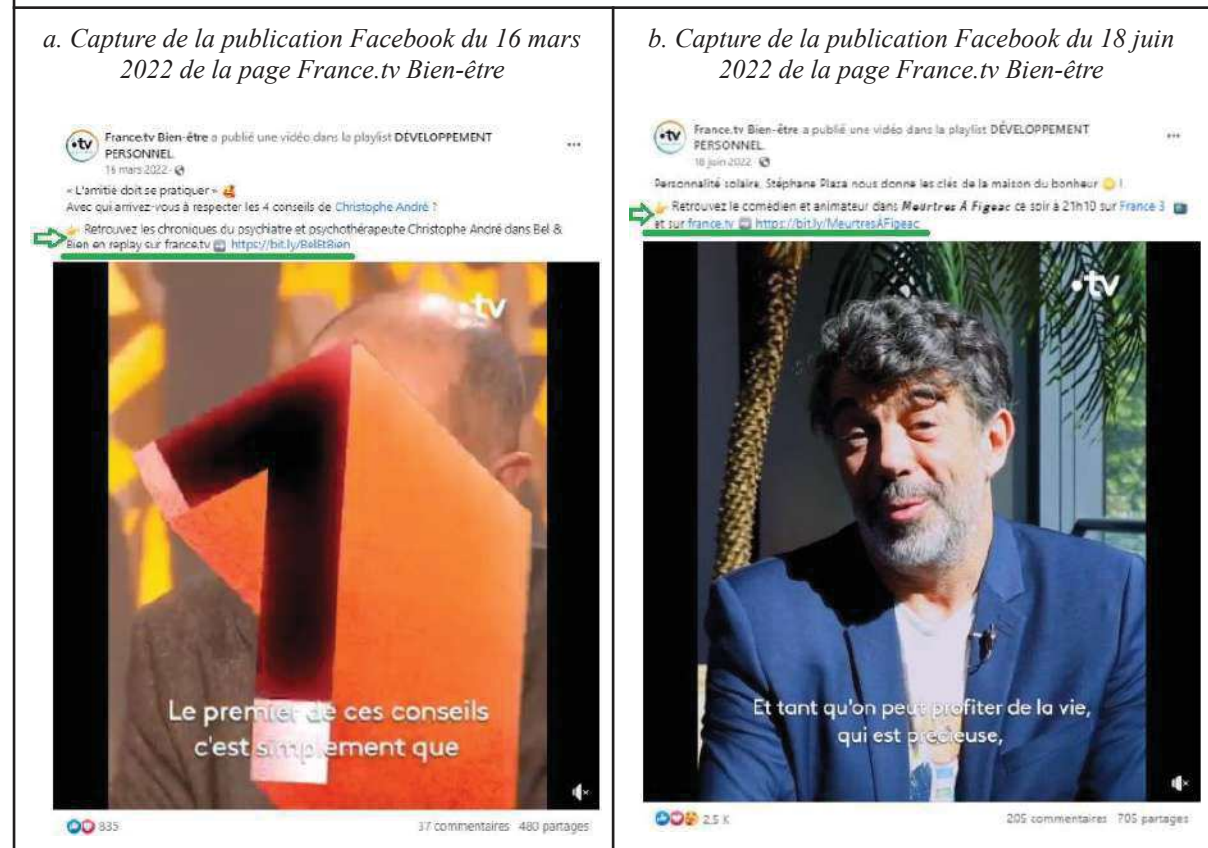 a. Capture de la publication Facebook du 16 mars
2022 de la page France.tv Bien-être
France.tv Bien-être a publié une vidéo dans la playlist DÉVELOPPEMENT
PERSONNEL.
16 mars 2022
« L'amitié doit se pratiquer »
Avec qui arrivez-vous à respecter les 4 conseils de Christophe André ?
Retrouvez les chroniques du psychiatre et psychothérapeute Christophe André dans Bel &
Bien en replay sur france.tv https://bit.ly/BelEtBien
•tv
1
Le premier de ces conseils
c'est simplement que
835
37 commentaires 480 partages
b. Capture de la publication Facebook du 18 juin
2022 de la page France.tv Bien-être
France.tv Bien-être a publié une vidéo dans la playlist DÉVELOPPEMENT
PERSONNEL.
18 juin 2022
Personnalité solaire, Stéphane Plaza nous donne les clés de la maison du bonheur !
Retrouvez le comédien et animateur dans Meurtres À Figeac ce soir à 21h10 sur France 3
et sur france.tv https://bit.ly/MeurtresAFigeac
•tv
Et tant qu'on peut profiter de la vie,
qui est précieuse,
2,5 K
205 commentaires 705 partages